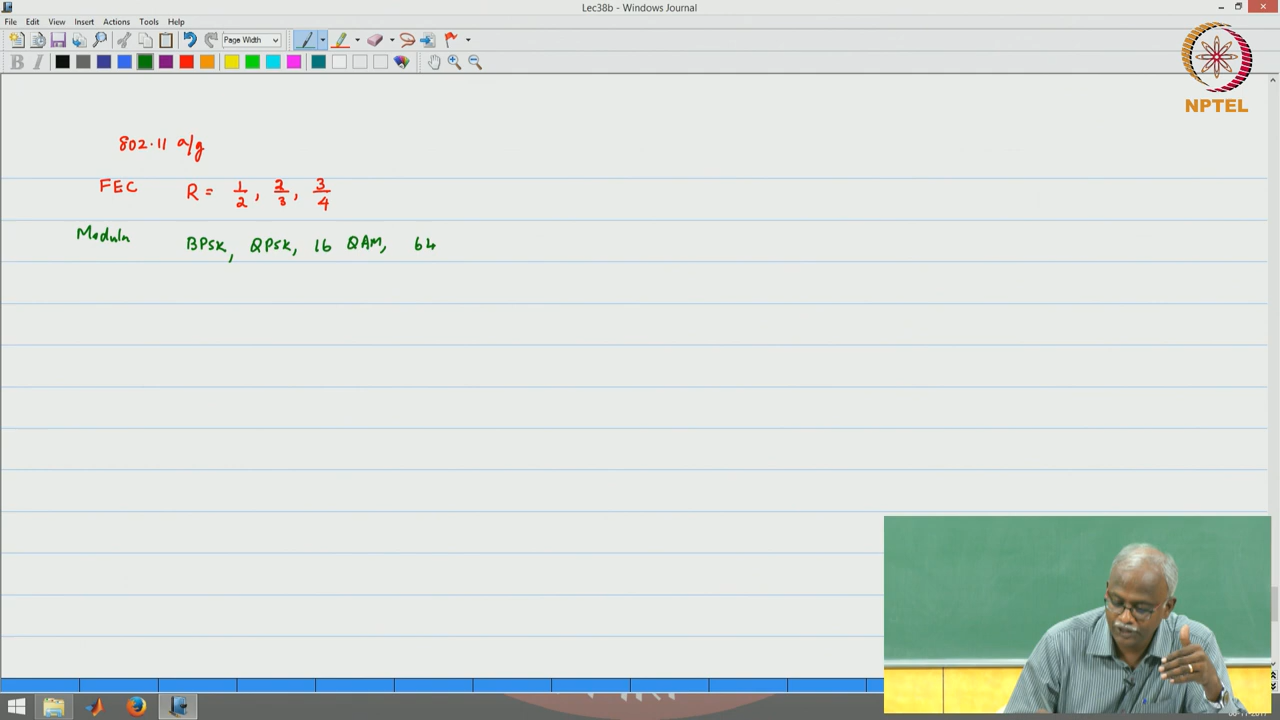 Lec38b - Windows Journal
File Edit View Insert Actions Tools Help
Page Width
B I
NPTEL
802.11 a/g
FEC R = 1/2, 2/3, 3/4
Moduln BPSK, QPSK, 16 QAM, 64